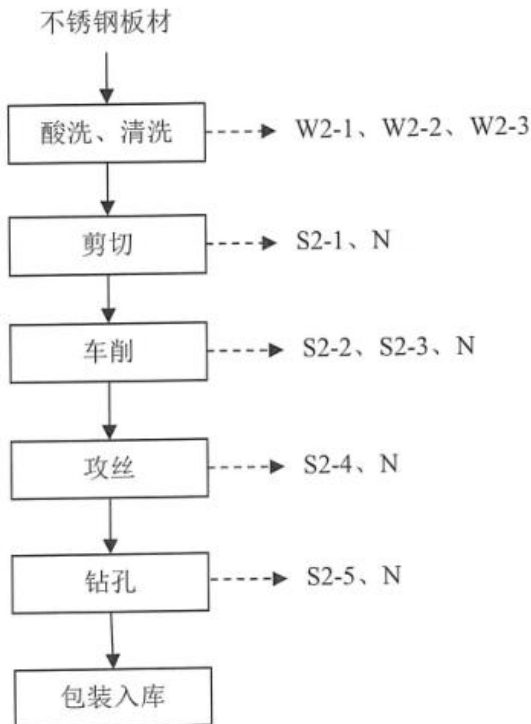 不锈钢板材
酸洗、清洗 W2-1、W2-2、W2-3
剪切 S2-1、N
车削 S2-2、S2-3、N
攻丝 S2-4、N
钻孔 S2-5、N
包装入库